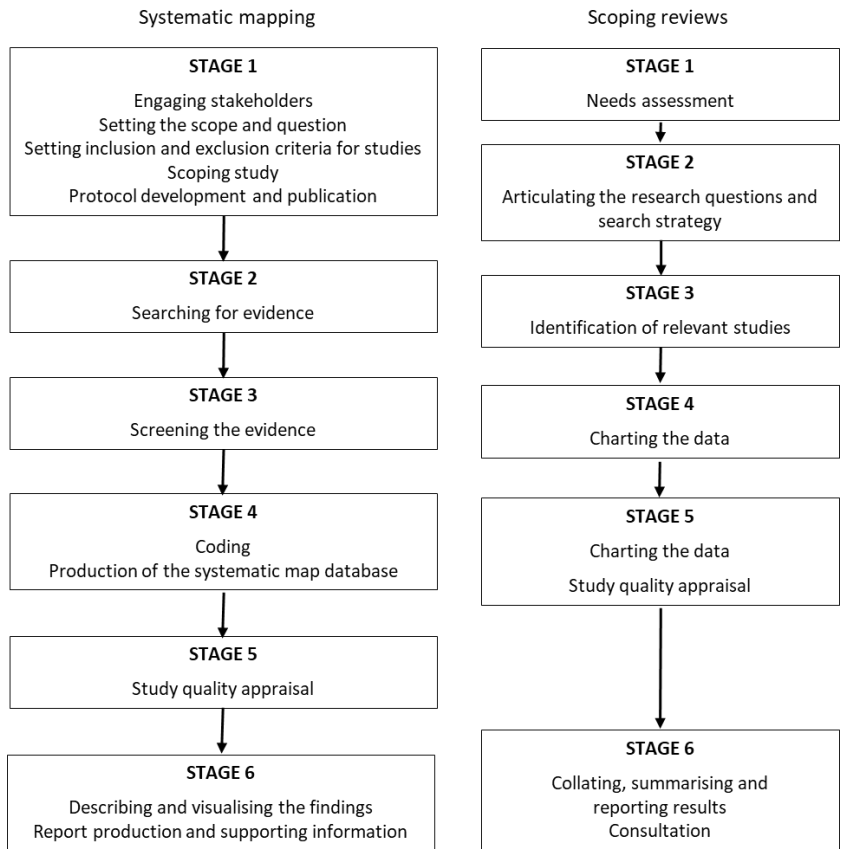 Systematic mapping
STAGE 1
Engaging stakeholders
Setting the scope and question
Setting inclusion and exclusion criteria for studies
Scoping study
Protocol development and publication
STAGE 2
Searching for evidence
STAGE 3
Screening the evidence
STAGE 4
Coding
Production of the systematic map database
STAGE 5
Study quality appraisal
STAGE 6
Describing and visualising the findings
Report production and supporting information
Scoping reviews
STAGE 1
Needs assessment
STAGE 2
Articulating the research questions and
search strategy
STAGE 3
Identification of relevant studies
STAGE 4
Charting the data
STAGE 5
Charting the data
Study quality appraisal
STAGE 6
Collating, summarising and
reporting results
Consultation